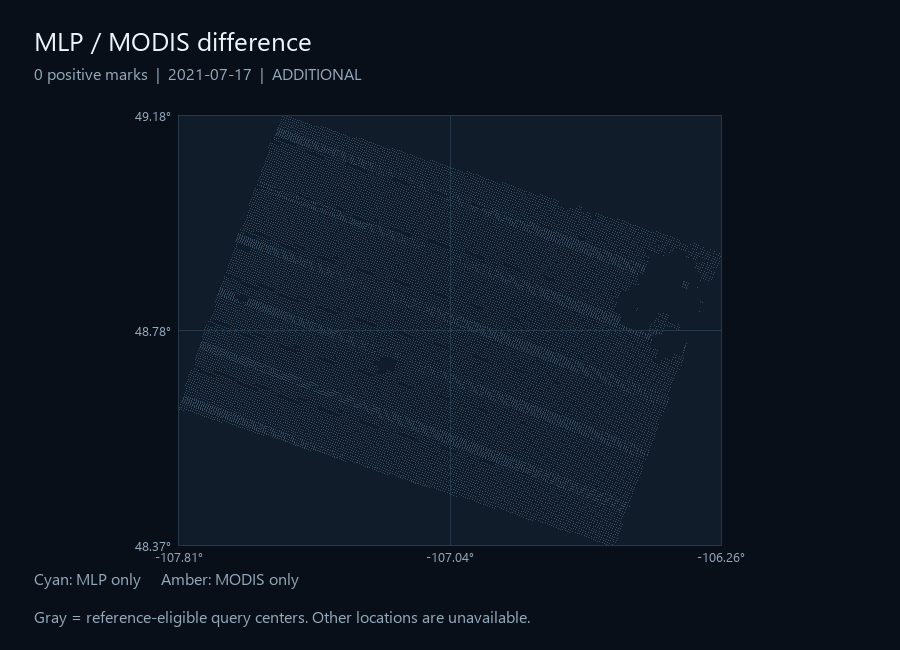 MLP / MODIS difference
0 positive marks | 2021-07-17 | ADDITIONAL
49.18°
48.78°
48.37°
-107.81°
-107.04°
-106.26°
Cyan: MLP only Amber: MODIS only
Gray = reference-eligible query centers. Other locations are unavailable.